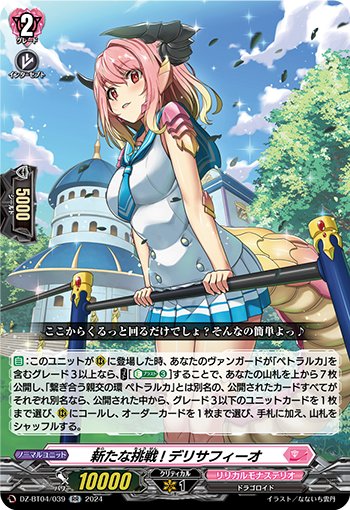 2
グレード
インターセプト
5000
シールド
ここからくるっと回るだけでしょ？そんなの簡単よっ♪
自：このユニットがRに登場した時、あなたのヴァンガードが「ペトラルカ」を
含むグレード３以上なら、【コスト】[EB3]することで、あなたの山札を上から７枚
公開し、「繋ぎ合う親交の環 ペトラルカ」とは別名の、公開されたカードすべてが
それぞれ別名なら、公開された中から、グレード３以下のユニットカードを１枚
まで選び、Rにコールし、オーダーカードを１枚まで選び、手札に加え、山札を
シャッフルする。
ノーマルユニット
新たな挑戦！デリサフィーオ
リリカルモナステリオ
パワー
10000
クリティカル
1
ドラゴロイド
DZ-BT04/039
RR
2024
イラスト/なないち雲丹